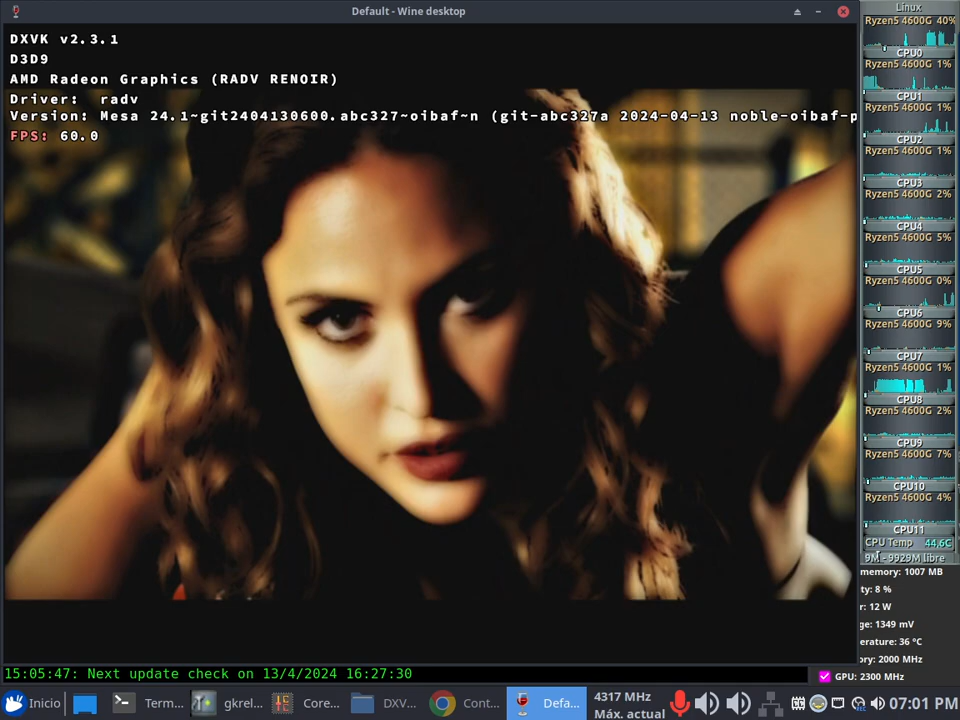 Default - Wine desktop
DXVK v2.3.1
D3D9
AMD Radeon Graphics (RADV RENOIR)
Driver: radv
Version: Mesa 24.1~git2404130600.abc327~oibaf~n (git-abc327a 2024-04-13 noble-oibaf-p
FPS: 60.0
Linux
Ryzen5 4600G 40%
CPU0
Ryzen5 4600G 1%
CPU1
Ryzen5 4600G 1%
CPU2
Ryzen5 4600G 1%
CPU3
Ryzen5 4600G 2%
CPU4
Ryzen5 4600G 5%
CPU5
Ryzen5 4600G 0%
CPU6
Ryzen5 4600G 9%
CPU7
Ryzen5 4600G 1%
CPU8
Ryzen5 4600G 2%
CPU9
Ryzen5 4600G 7%
CPU10
Ryzen5 4600G 4%
CPU11
CPU Temp 44.6C
9M - 9929M libre
memory: 1007 MB
ty: 8 %
r: 12 W
ge: 1349 mV
erature: 36 °C
ory: 2000 MHz
GPU: 2300 MHz
15:05:47: Next update check on 13/4/2024 16:27:30
Inicio
Term...
gkrel...
Core...
DXV...
Cont...
Defa...
4317 MHz
Máx. actual
07:01 PM